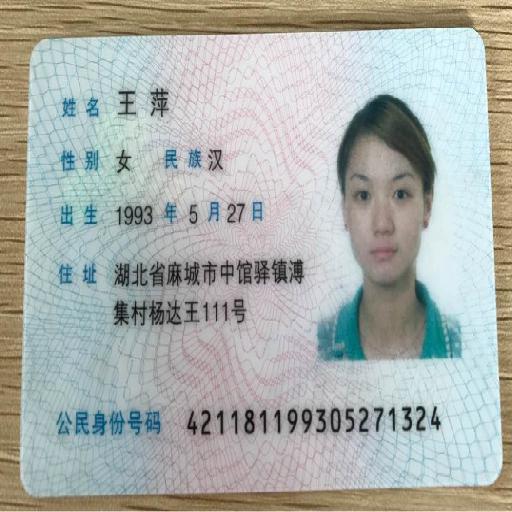 姓名 王萍
性别 女 民族 汉
出生 1993 年 5 月 27 日
住址 湖北省麻城市中馆驿镇溥
集村杨达王111号
公民身份号码 421181199305271324